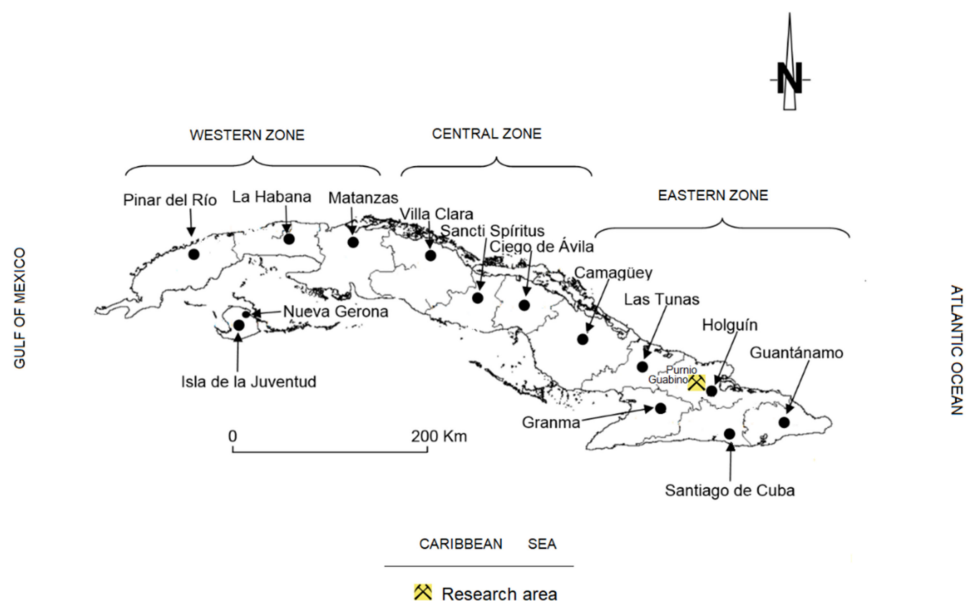 N
WESTERN ZONE
CENTRAL ZONE
EASTERN ZONE
Pinar del Río
La Habana
Matanzas
Villa Clara
Sancti Spíritus
Ciego de Ávila
Camagüey
Las Tunas
Holguín
Guantánamo
Purnio
Guabino
Nueva Gerona
Isla de la Juventud
Granma
Santiago de Cuba
0 200 Km
GULF OF MEXICO
ATLANTIC OCEAN
CARIBBEAN SEA
Research area